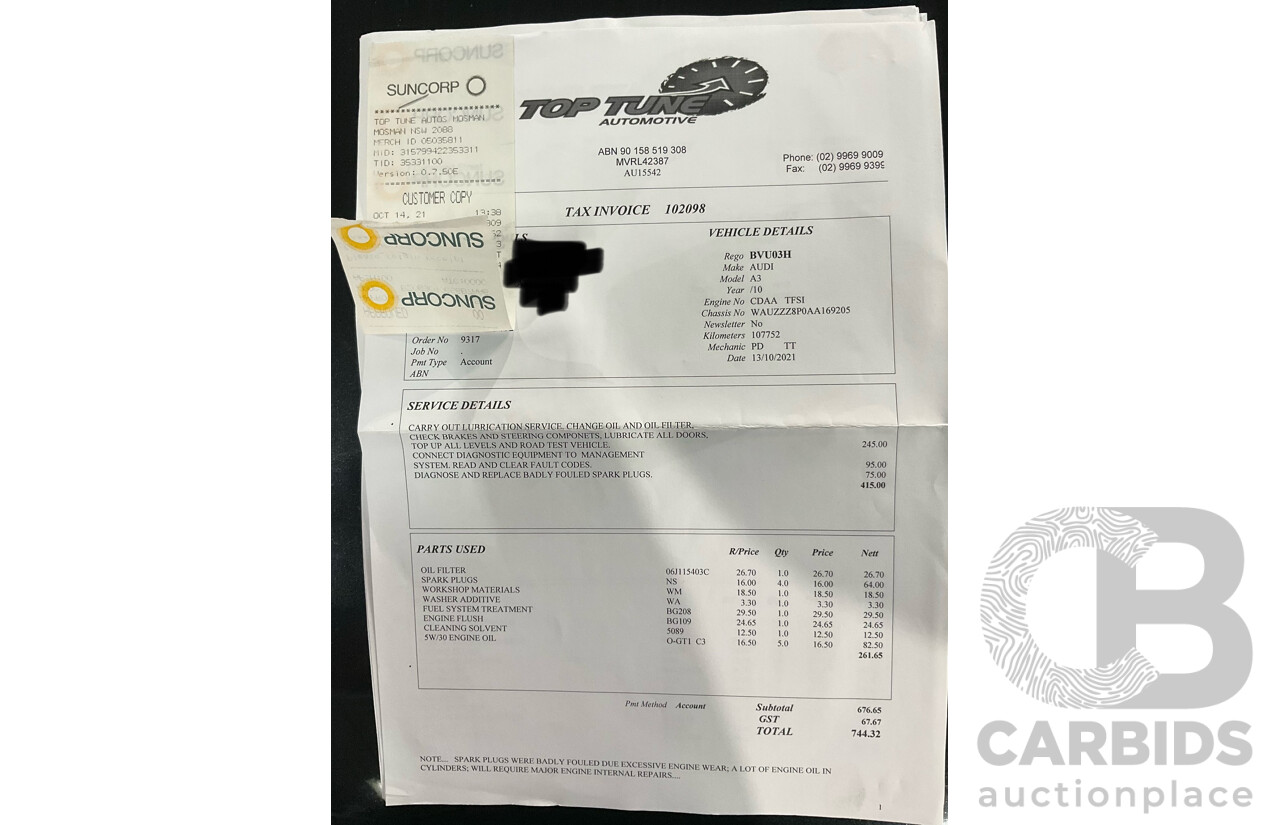 SUNCORP
TOP TUNE AUTOS MOSMAN
MOSMAN NSW 2088
MERCH ID 05035811
MID: 315799422353311
TID: 35331100
Version: 0.7.50E
CUSTOMER COPY
OCT 14, 21 13:38
SUNCORP
SUNCORP
TOP TUNE
AUTOMOTIVE
ABN 90 158 519 308
MVRL42387
AU15542
Phone: (02) 9969 9009
Fax: (02) 9969 9399
TAX INVOICE 102098
Order No 9317
Job No .
Pmt Type Account
ABN
VEHICLE DETAILS
Rego BVU03H
Make AUDI
Model A3
Year /10
Engine No CDAA TFSI
Chassis No WAUZZZ8P0AA169205
Newsletter No
Kilometers 107752
Mechanic PD TT
Date 13/10/2021
SERVICE DETAILS
CARRY OUT LUBRICATION SERVICE. CHANGE OIL AND OIL FILTER,
CHECK BRAKES AND STEERING COMPONETS, LUBRICATE ALL DOORS,
TOP UP ALL LEVELS AND ROAD TEST VEHICLE. 245.00
CONNECT DIAGNOSTIC EQUIPMENT TO MANAGEMENT
SYSTEM. READ AND CLEAR FAULT CODES. 95.00
DIAGNOSE AND REPLACE BADLY FOULED SPARK PLUGS. 75.00
415.00
PARTS USED R/Price Qty Price Nett
OIL FILTER 06J115403C 26.70 1.0 26.70 26.70
SPARK PLUGS NS 16.00 4.0 16.00 64.00
WORKSHOP MATERIALS WM 18.50 1.0 18.50 18.50
WASHER ADDITIVE WA 3.30 1.0 3.30 3.30
FUEL SYSTEM TREATMENT BG208 29.50 1.0 29.50 29.50
ENGINE FLUSH BG109 24.65 1.0 24.65 24.65
CLEANING SOLVENT 5089 12.50 1.0 12.50 12.50
5W/30 ENGINE OIL O-GT1 C3 16.50 5.0 16.50 82.50
261.65
Pmt Method Account
Subtotal 676.65
GST 67.67
TOTAL 744.32
NOTE.... SPARK PLUGS WERE BADLY FOULED DUE EXCESSIVE ENGINE WEAR; A LOT OF ENGINE OIL IN
CYLINDERS; WILL REQUIRE MAJOR ENGINE INTERNAL REPAIRS....
1
CB
CARBIDS
auctionplace